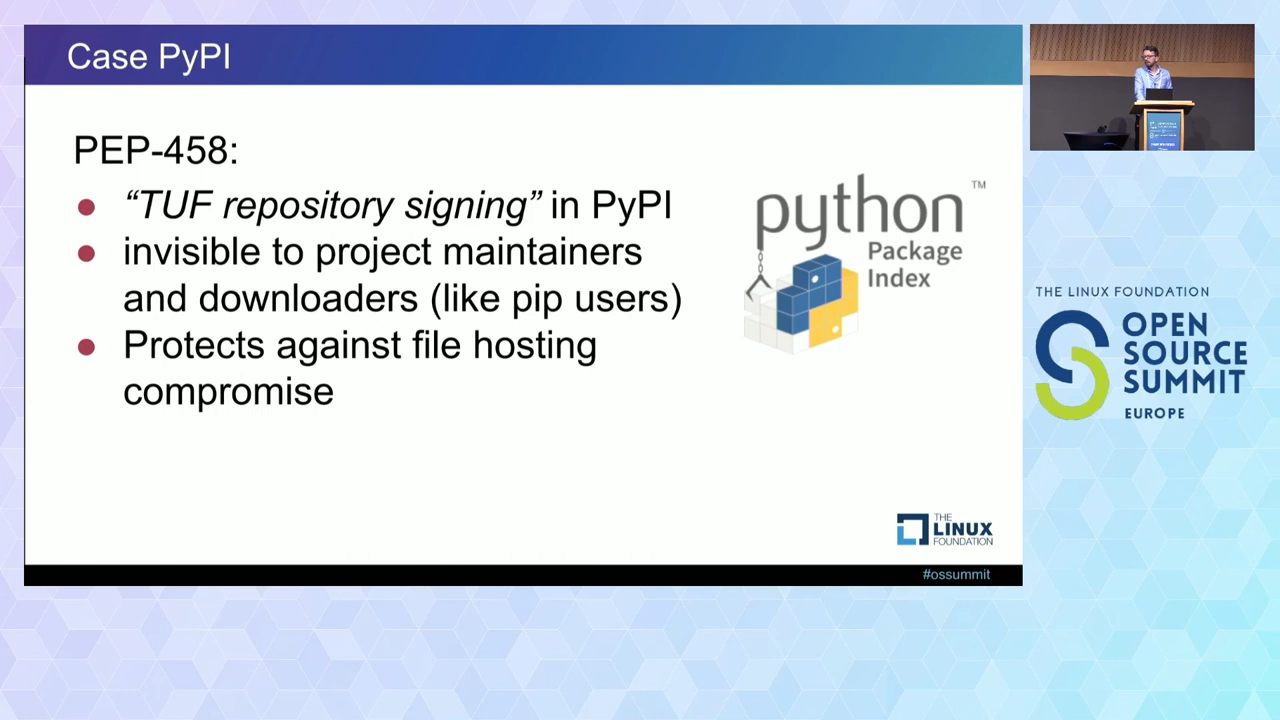 Case PyPI
PEP-458:
“TUF repository signing” in PyPI
invisible to project maintainers
and downloaders (like pip users)
Protects against file hosting
compromise
python™
Package
Index
THE
LINUX
FOUNDATION
#ossummit
THE LINUX FOUNDATION
OPEN
SOURCE
SUMMIT
EUROPE